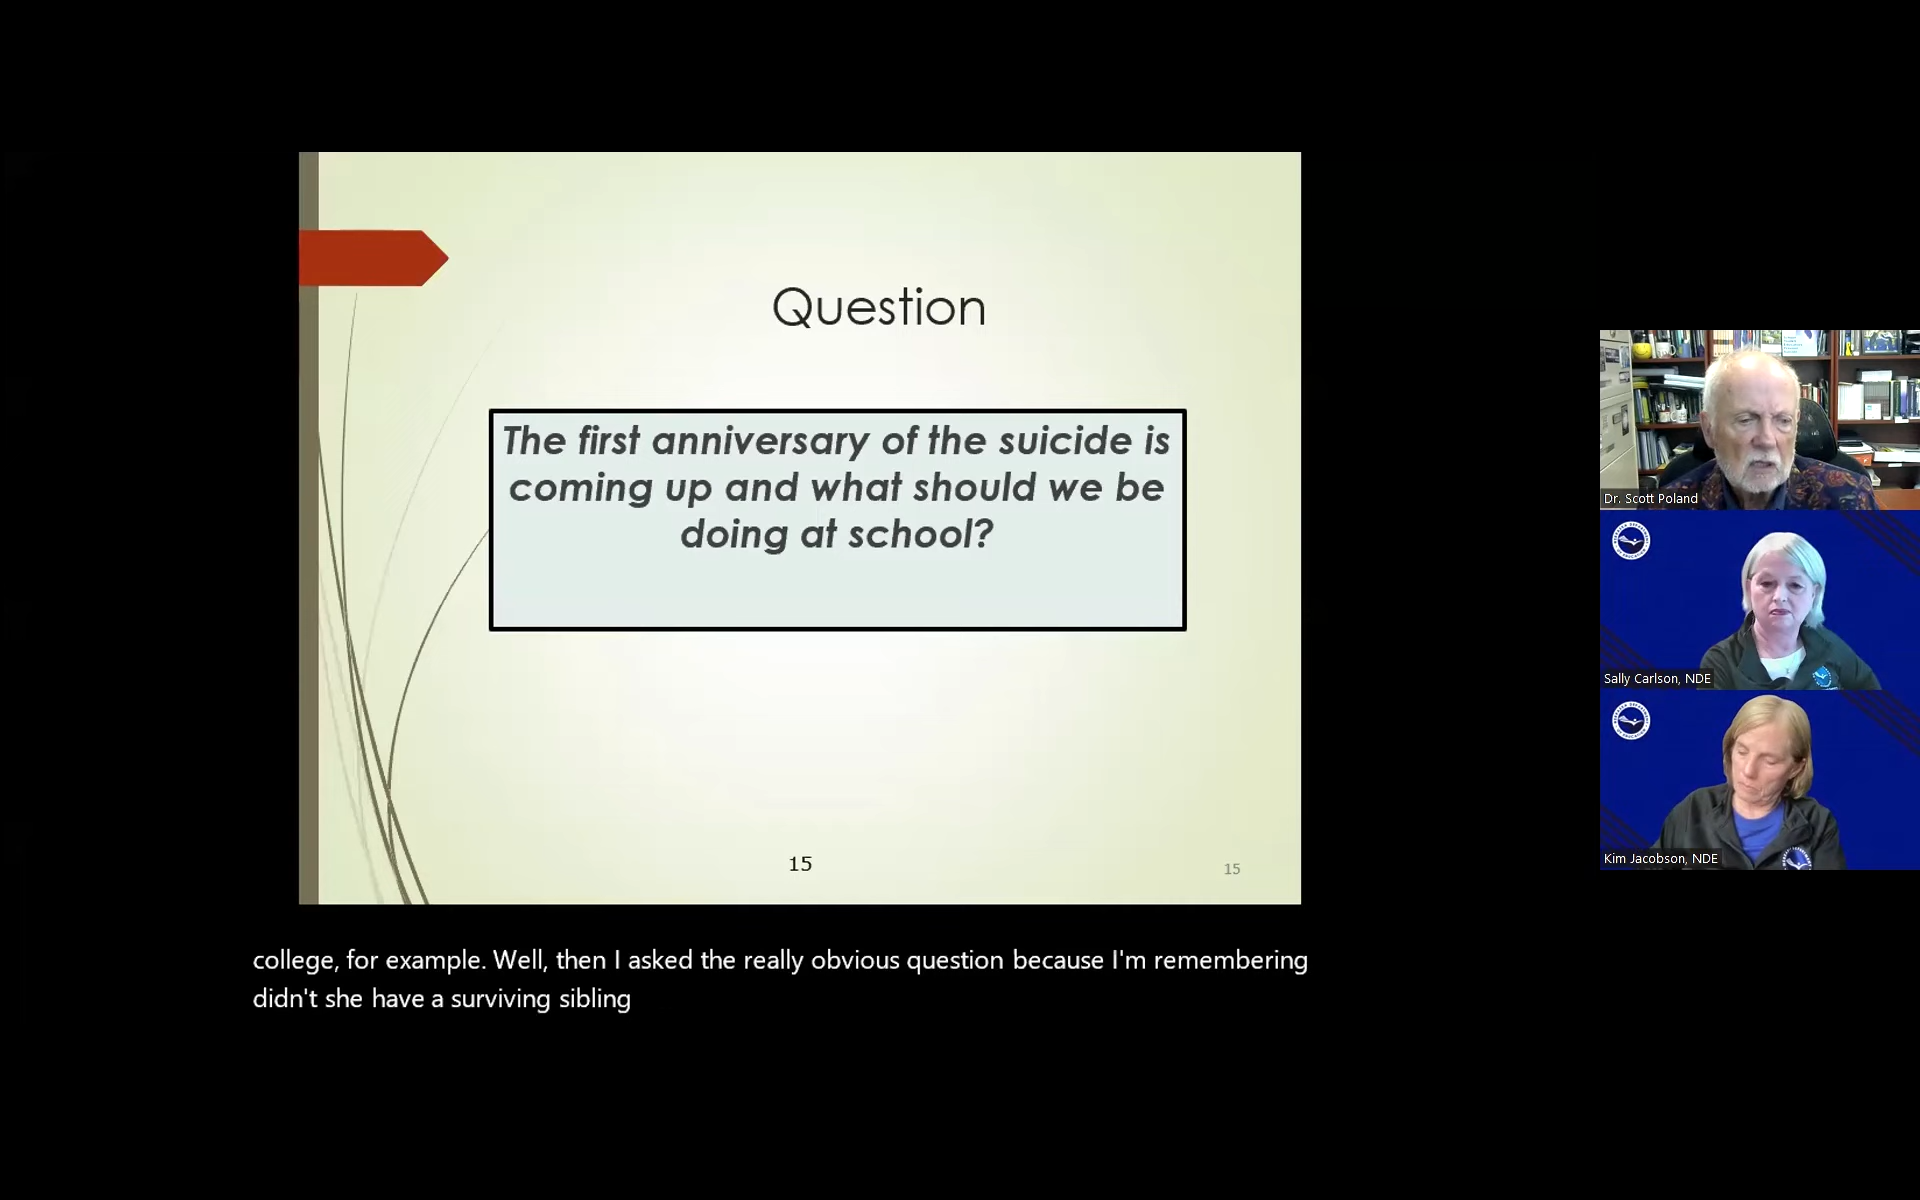 Question
The first anniversary of the suicide is
coming up and what should we be
doing at school?
15
15
Dr. Scott Poland
Sally Carlson, NDE
Kim Jacobson, NDE
college, for example. Well, then I asked the really obvious question because I'm remembering
didn't she have a surviving sibling